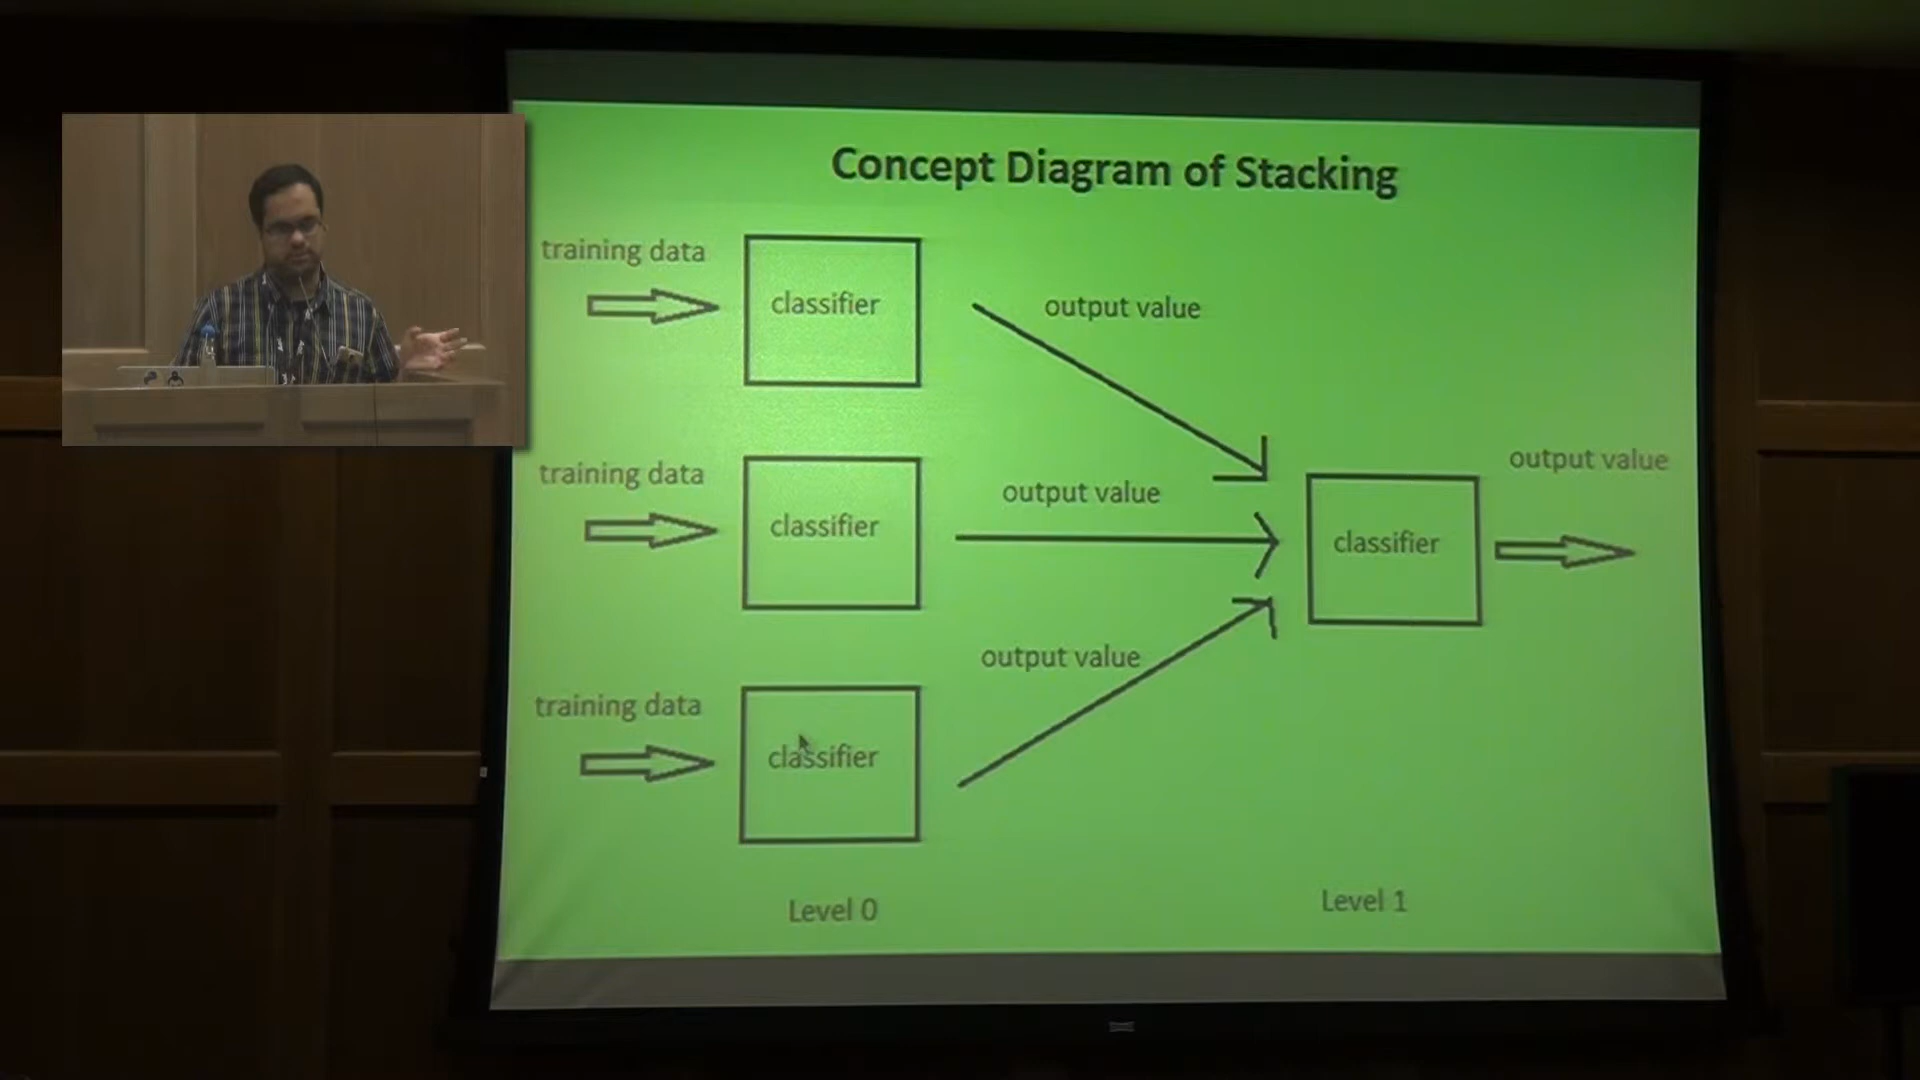 Concept Diagram of Stacking
training data
classifier
output value
training data
classifier
output value
classifier
output value
training data
classifier
output value
Level 0
Level 1